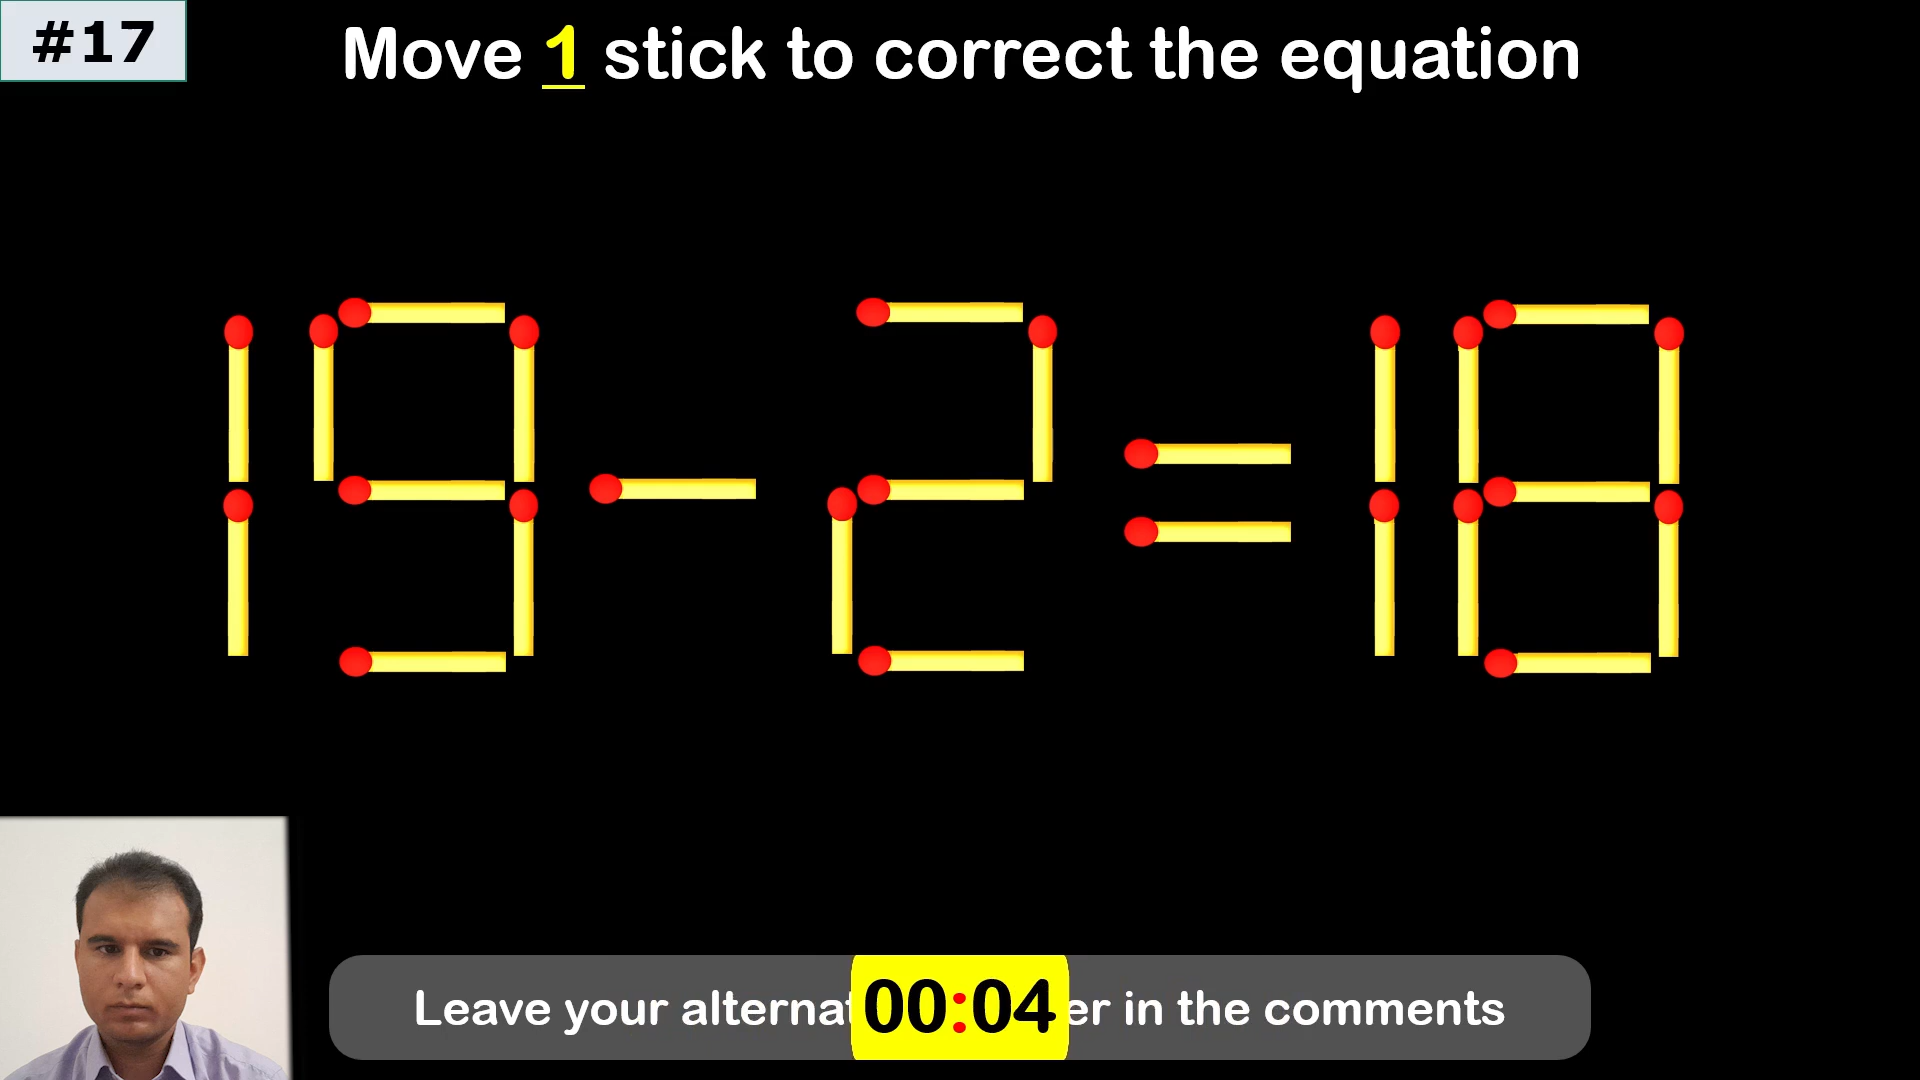 #17
Move 1 stick to correct the equation
19-2=18
Leave your alternat 00:04 er in the comments